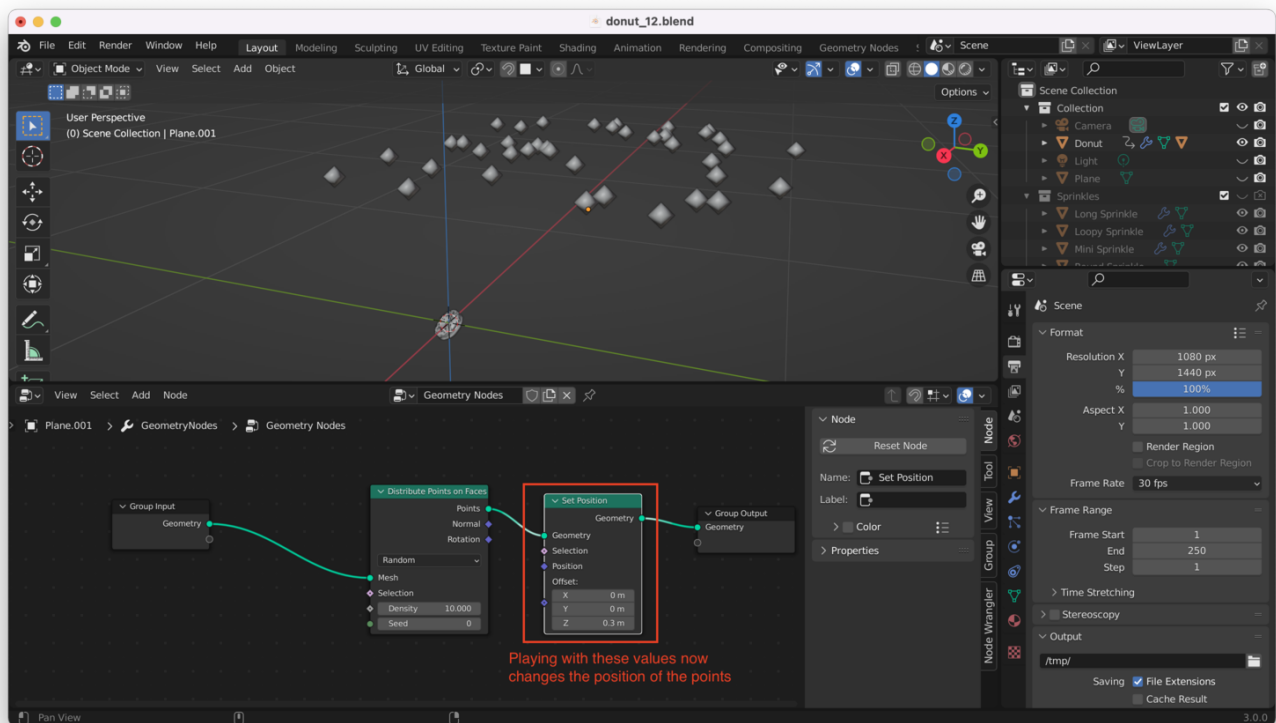 donut_12.blend
File Edit Render Window Help Layout Modeling Sculpting UV Editing Texture Paint Shading Animation Rendering Compositing Geometry Nodes Scene ViewLayer
Object Mode View Select Add Object Global
Options
User Perspective
(0) Scene Collection | Plane.001
Z
Y
X
Scene Collection
Collection
Camera
Donut
Light
Plane
Sprinkles
Long Sprinkle
Loopy Sprinkle
Mini Sprinkle
Scene
Format
Resolution X 1080 px
Y 1440 px
% 100%
Aspect X 1.000
Y 1.000
Render Region
Crop to Render Region
Frame Rate 30 fps
Frame Range
Frame Start 1
End 250
Step 1
Time Stretching
Stereoscopy
Output
/tmp/
Saving File Extensions
Cache Result
View Select Add Node Geometry Nodes
Plane.001 > GeometryNodes > Geometry Nodes
Group Input
Geometry
Distribute Points on Faces
Points
Normal
Rotation
Random
Mesh
Selection
Density 10.000
Seed 0
Set Position
Geometry
Geometry
Selection
Position
Offset:
X 0 m
Y 0 m
Z 0.3 m
Group Output
Geometry
Playing with these values now
changes the position of the points
Node
Reset Node
Name: Set Position
Label:
Color
Properties
Node
Tool
View
Group
Node Wrangler
Pan View
3.0.0